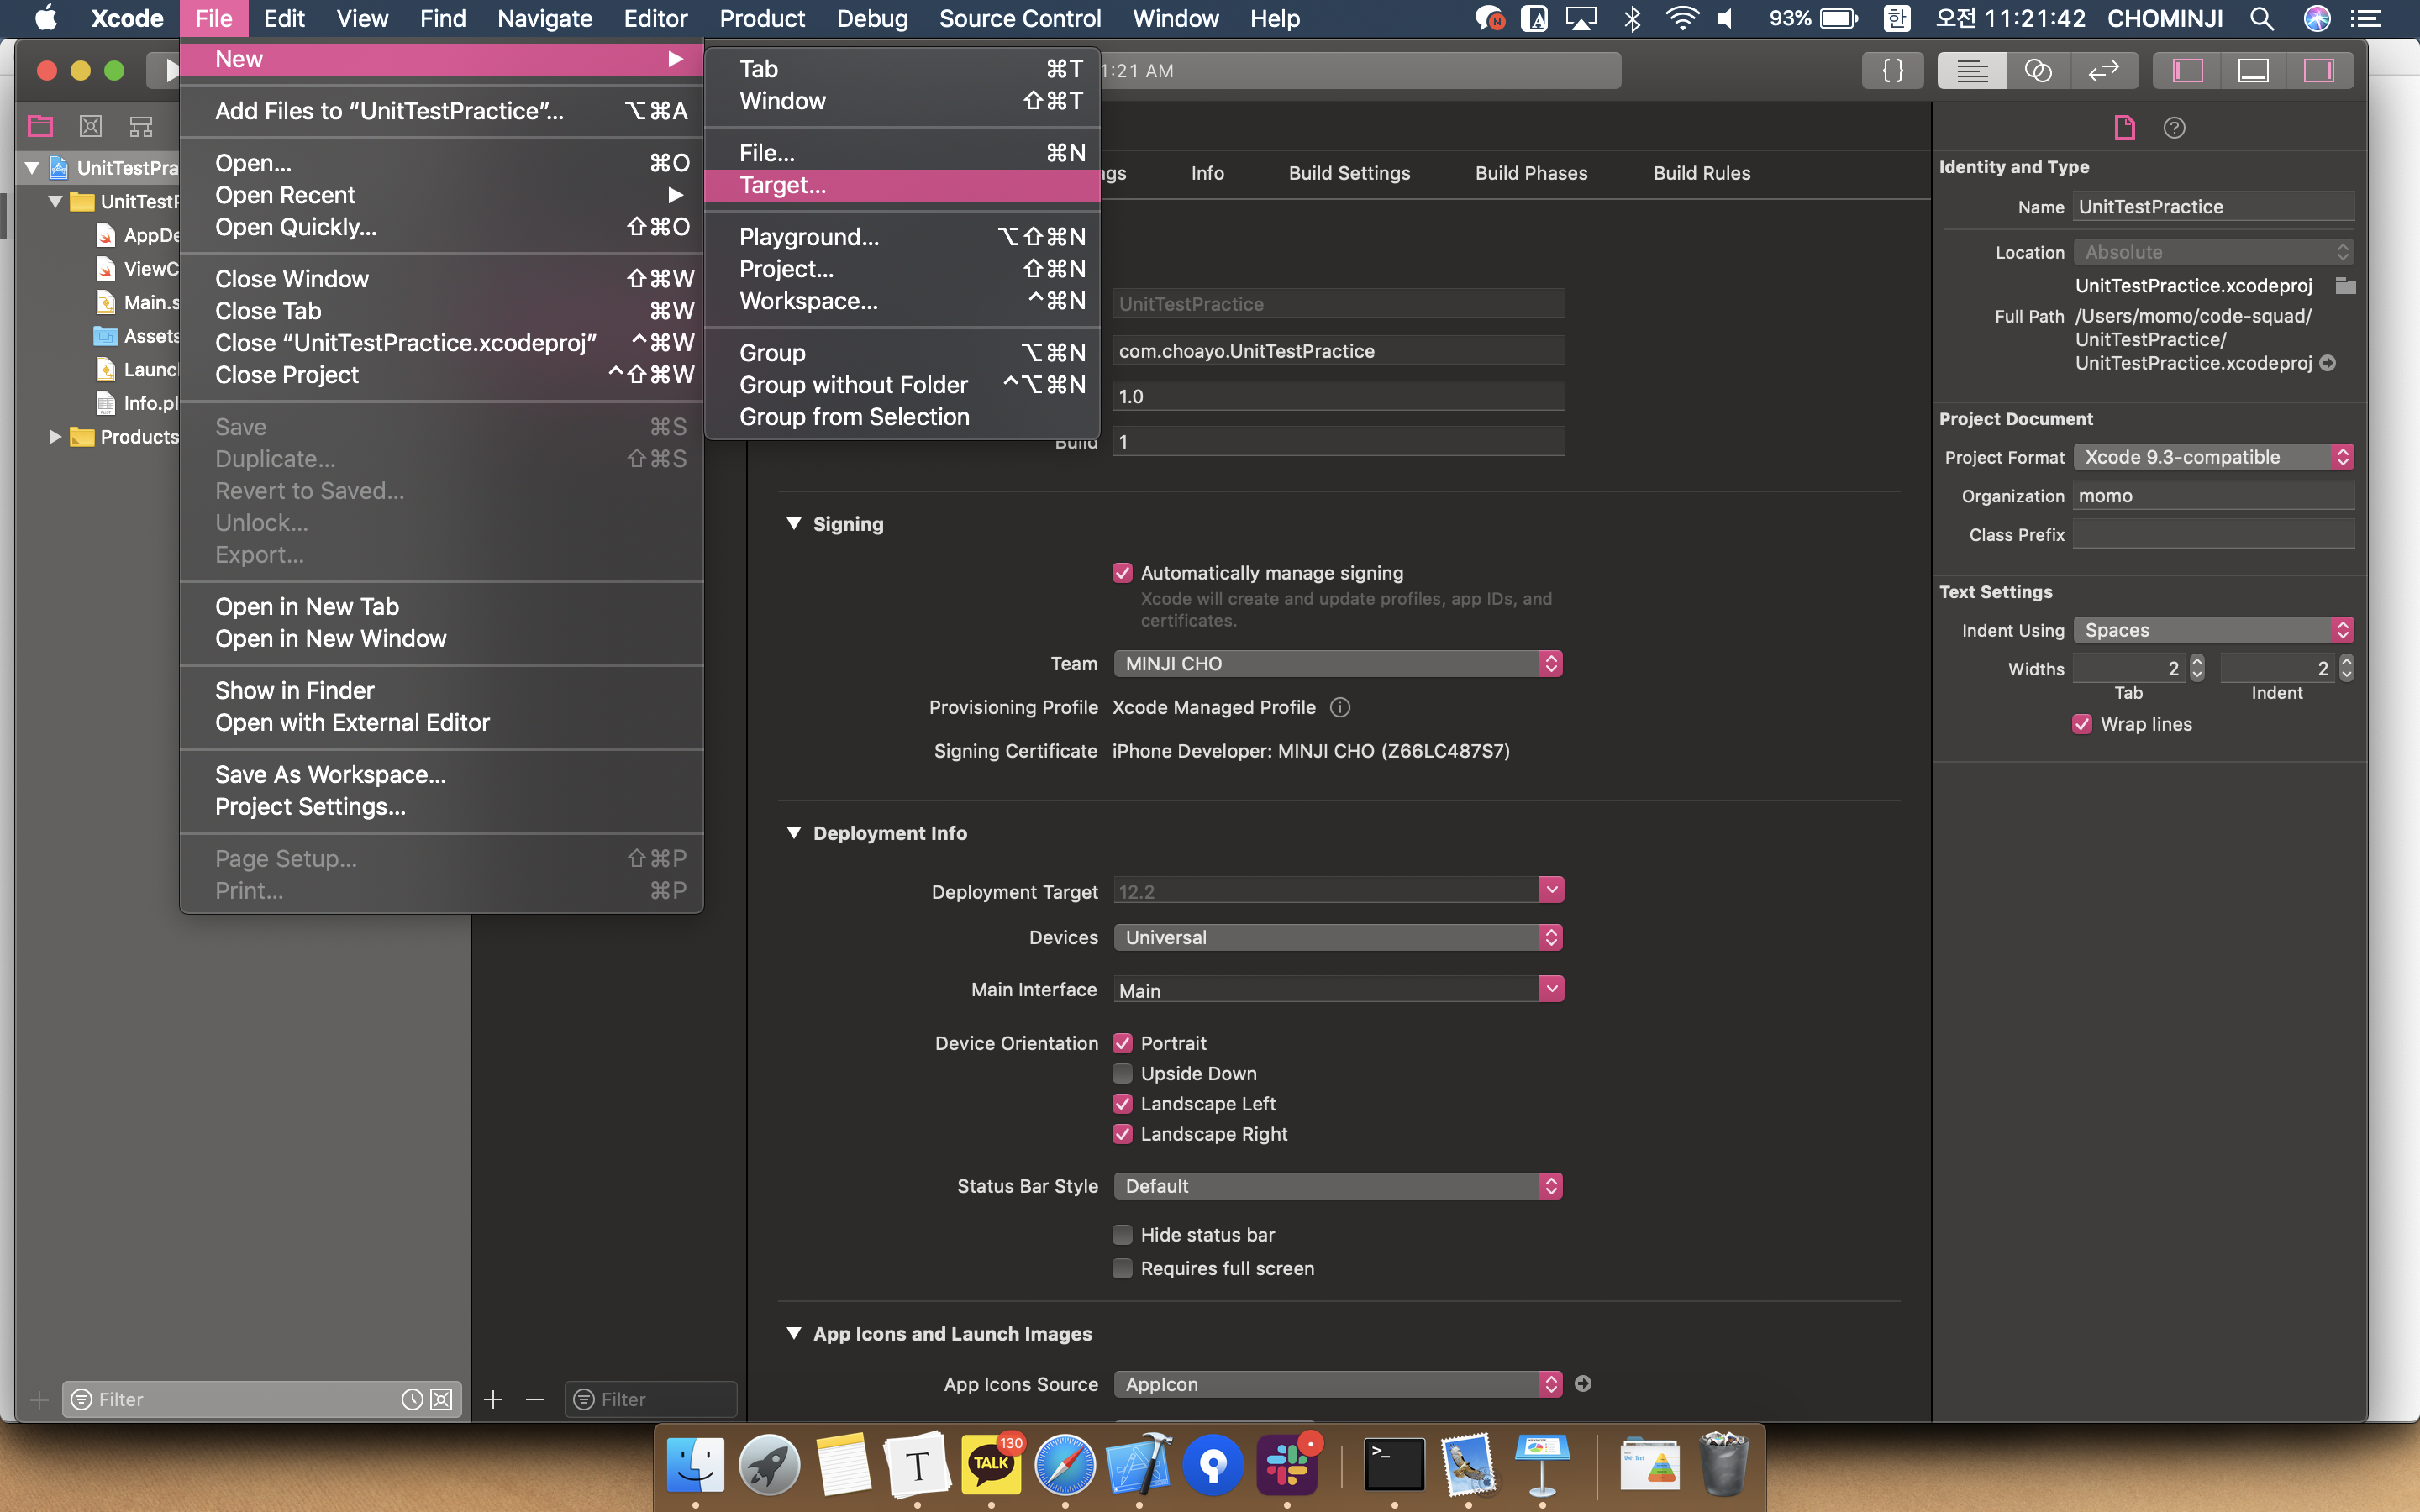 Xcode File Edit View Find Navigate Editor Product Debug Source Control Window Help 93% 한 오전 11:21:42 CHOMINJI
New
Add Files to “UnitTestPractice”... ⌥⌘A
Open... ⌘O
Open Recent
Open Quickly... ⇧⌘O
Close Window ⇧⌘W
Close Tab ⌘W
Close “UnitTestPractice.xcodeproj” ^⌘W
Close Project ^⇧⌘W
Save ⌘S
Duplicate... ⇧⌘S
Revert to Saved...
Unlock...
Export...
Open in New Tab
Open in New Window
Show in Finder
Open with External Editor
Save As Workspace...
Project Settings...
Page Setup... ⇧⌘P
Print... ⌘P
Tab ⌘T
Window ⇧⌘T
File... ⌘N
Target...
Playground... ⌥⇧⌘N
Project... ⇧⌘N
Workspace... ^⌘N
Group ⌥⌘N
Group without Folder ^⌥⌘N
Group from Selection
1:21 AM
{ }
UnitTestPra
UnitTestP
AppDe
ViewC
Main.s
Assets
Launc
Info.pl
Products
Filter
Filter
ags Info Build Settings Build Phases Build Rules
UnitTestPractice
com.choayo.UnitTestPractice
1.0
Build 1
Signing
Automatically manage signing
Xcode will create and update profiles, app IDs, and
certificates.
Team MINJI CHO
Provisioning Profile Xcode Managed Profile
Signing Certificate iPhone Developer: MINJI CHO (Z66LC487S7)
Deployment Info
Deployment Target 12.2
Devices Universal
Main Interface Main
Device Orientation Portrait
Upside Down
Landscape Left
Landscape Right
Status Bar Style Default
Hide status bar
Requires full screen
App Icons and Launch Images
App Icons Source AppIcon
Identity and Type
Name UnitTestPractice
Location Absolute
UnitTestPractice.xcodeproj
Full Path /Users/momo/code-squad/
UnitTestPractice/
UnitTestPractice.xcodeproj
Project Document
Project Format Xcode 9.3-compatible
Organization momo
Class Prefix
Text Settings
Indent Using Spaces
Widths 2 2
Tab Indent
Wrap lines
T
TALK
130
>_